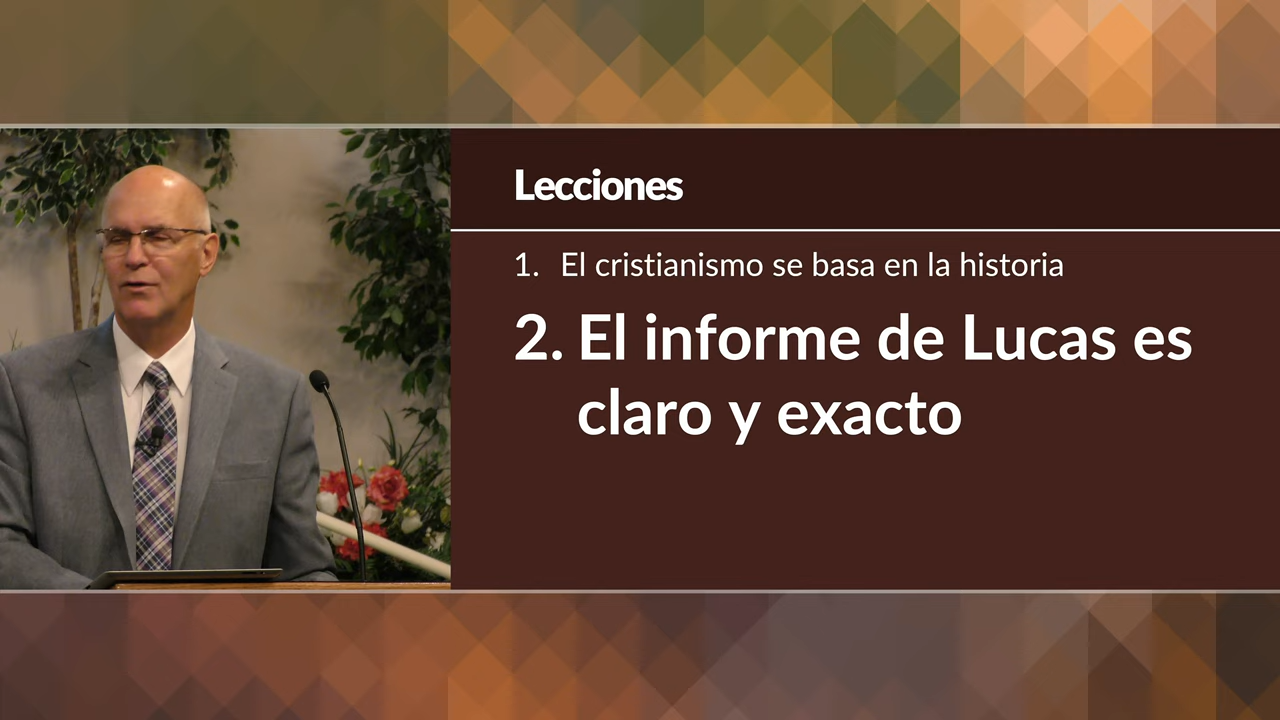 Lecciones
1. El cristianismo se basa en la historia
2. El informe de Lucas es
claro y exacto